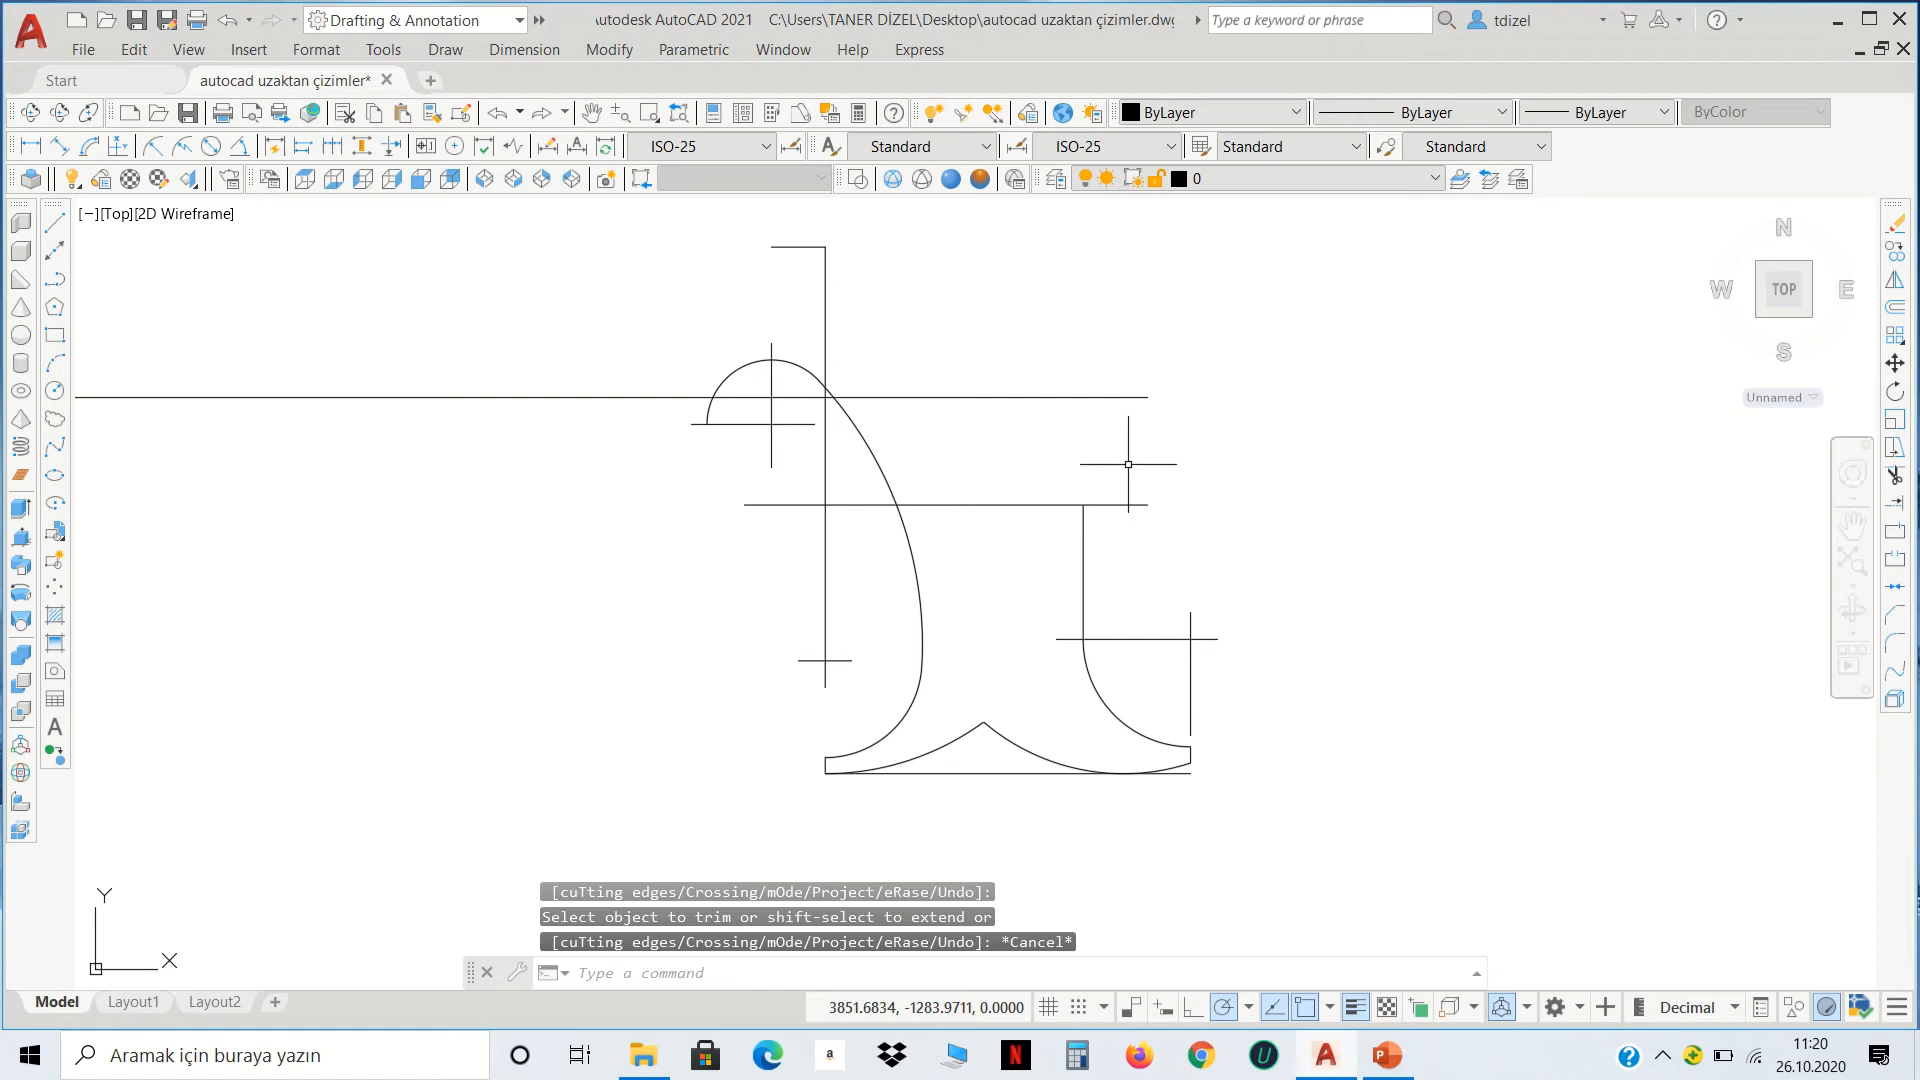 Drafting & Annotation
utodesk AutoCAD 2021 C:\Users\TANER DİZEL\Desktop\autocad uzaktan çizimler.dwg
Type a keyword or phrase
tdizel
File Edit View Insert Format Tools Draw Dimension Modify Parametric Window Help Express
Start
autocad uzaktan çizimler*
ByLayer
ByLayer
ByLayer
ByColor
ISO-25
Standard
ISO-25
Standard
Standard
0
[−][Top][2D Wireframe]
N
W
TOP
E
S
Unnamed
A
Y
X
[cuTting edges/Crossing/mOde/Project/eRase/Undo]:
Select object to trim or shift-select to extend or
[cuTting edges/Crossing/mOde/Project/eRase/Undo]: *Cancel*
Type a command
Model Layout1 Layout2
3851.6834, -1283.9711, 0.0000
Decimal
Aramak için buraya yazın
11:20
26.10.2020